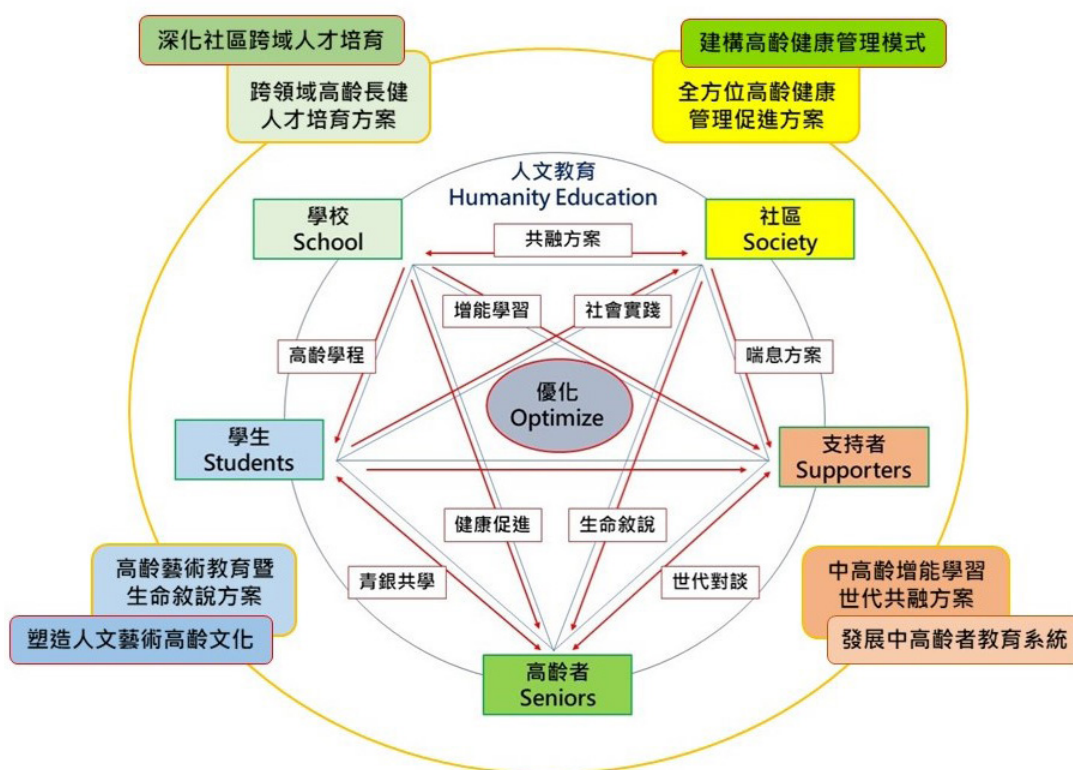 深化社區跨域人才培育
跨領域高齡長健
人才培育方案
建構高齡健康管理模式
全方位高齡健康
管理促進方案
人文教育
Humanity Education
學校
School
社區
Society
共融方案
增能學習
社會實踐
高齡學程
喘息方案
優化
Optimize
學生
Students
支持者
Supporters
健康促進
生命敘說
青銀共學
世代對談
高齡藝術教育暨
生命敘說方案
塑造人文藝術高齡文化
中高齡增能學習
世代共融方案
發展中高齡者教育系統
高齡者
Seniors